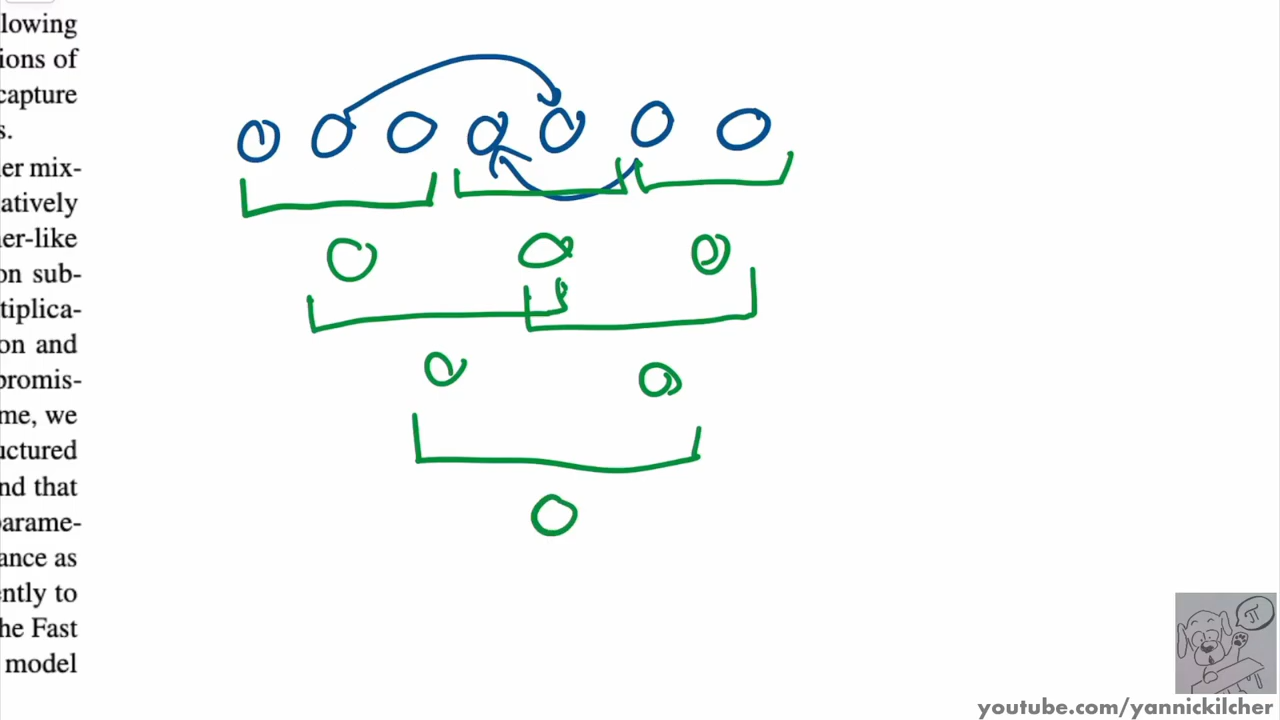 lowing
ions of
capture
s.
er mix-
atively
er-like
on sub-
tiplica-
on and
promis-
me, we
uctured
nd that
parame-
ance as
ntly to
he Fast
model
π
youtube.com/yannickilcher